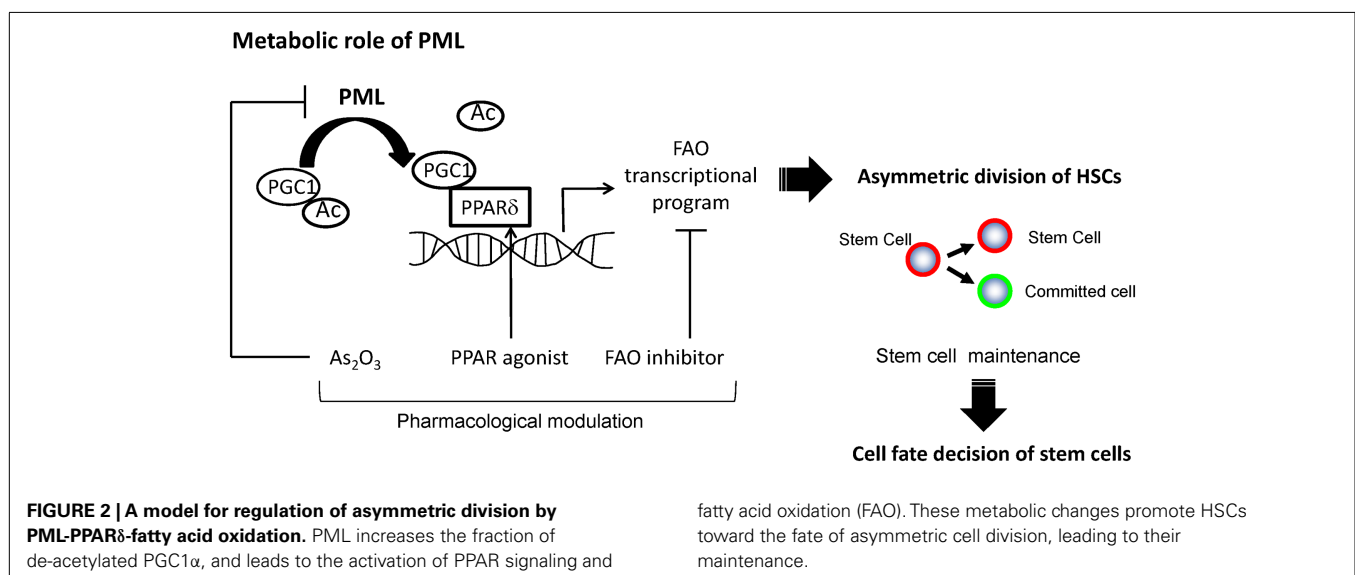 Metabolic role of PML
PML
Ac
PGC1
Ac
PGC1
PPARδ
FAO
transcriptional
program
Asymmetric division of HSCs
Stem Cell
Stem Cell
Committed cell
As₂O₃
PPAR agonist
FAO inhibitor
Pharmacological modulation
Stem cell maintenance
Cell fate decision of stem cells
FIGURE 2 | A model for regulation of asymmetric division by
PML-PPARδ-fatty acid oxidation. PML increases the fraction of
de-acetylated PGC1α, and leads to the activation of PPAR signaling and
fatty acid oxidation (FAO). These metabolic changes promote HSCs
toward the fate of asymmetric cell division, leading to their
maintenance.